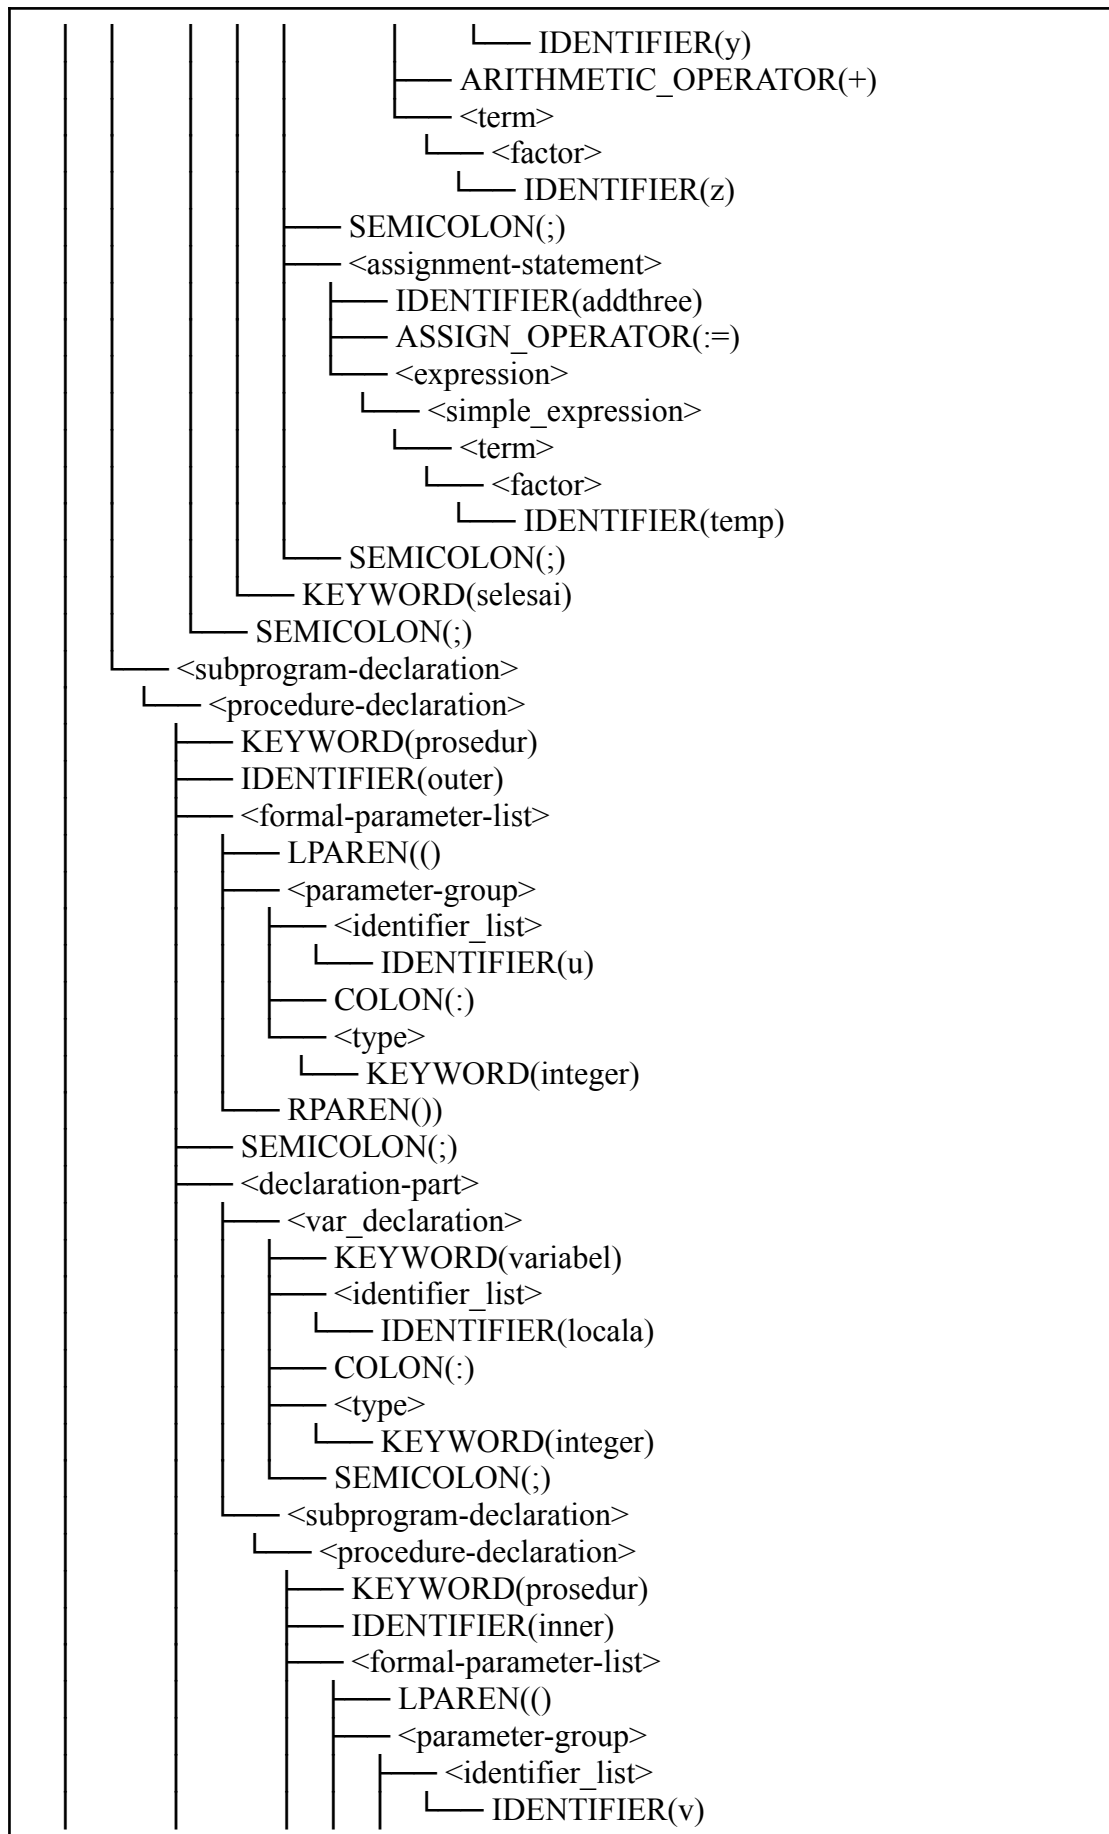 IDENTIFIER(y)
ARITHMETIC_OPERATOR(+)
<term>
<factor>
IDENTIFIER(z)
SEMICOLON(;)
<assignment-statement>
IDENTIFIER(addthree)
ASSIGN_OPERATOR(:=)
<expression>
<simple_expression>
<term>
<factor>
IDENTIFIER(temp)
SEMICOLON(;)
KEYWORD(selesai)
SEMICOLON(;)
<subprogram-declaration>
<procedure-declaration>
KEYWORD(prosedur)
IDENTIFIER(outer)
<formal-parameter-list>
LPAREN(()
<parameter-group>
<identifier_list>
IDENTIFIER(u)
COLON(:)
<type>
KEYWORD(integer)
RPAREN())
SEMICOLON(;)
<declaration-part>
<var_declaration>
KEYWORD(variabel)
<identifier_list>
IDENTIFIER(locala)
COLON(:)
<type>
KEYWORD(integer)
SEMICOLON(;)
<subprogram-declaration>
<procedure-declaration>
KEYWORD(prosedur)
IDENTIFIER(inner)
<formal-parameter-list>
LPAREN(()
<parameter-group>
<identifier_list>
IDENTIFIER(v)